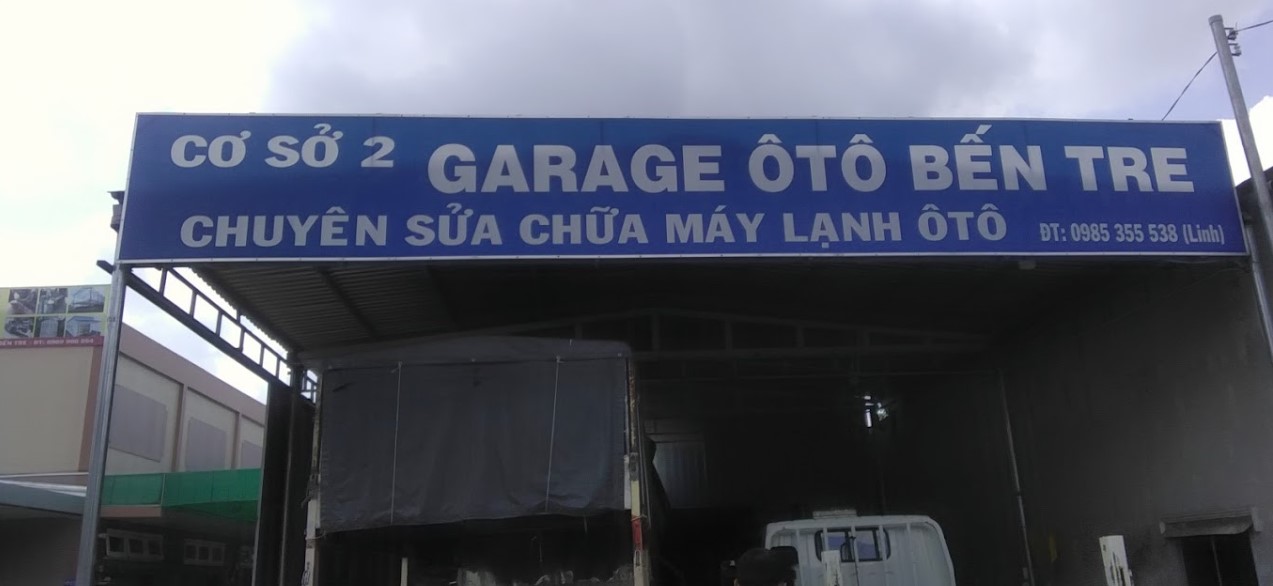 CƠ SỞ 2 GARAGE ÔTÔ BẾN TRE
CHUYÊN SỬA CHỮA MÁY LẠNH ÔTÔ ĐT: 0985 355 538 (Linh)